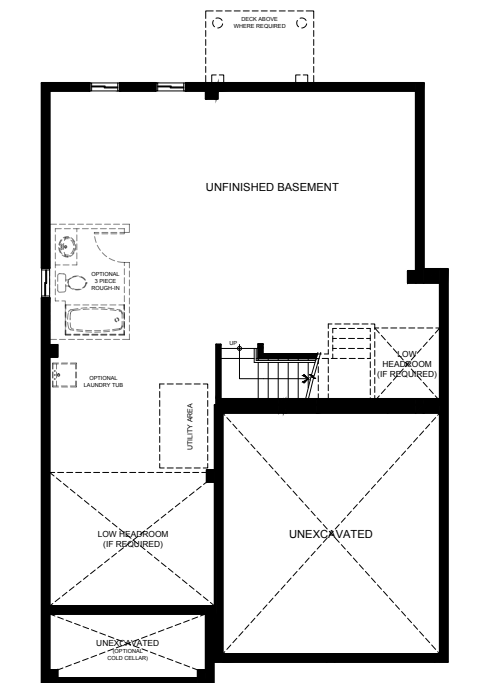 DECK ABOVE
WHERE REQUIRED
UNFINISHED BASEMENT
OPTIONAL
3 PIECE
ROUGH-IN
UP
LOW
HEADROOM
(IF REQUIRED)
OPTIONAL
LAUNDRY TUB
UTILITY AREA
LOW HEADROOM
(IF REQUIRED)
UNEXCAVATED
UNEXCAVATED
(OPTIONAL
COLD CELLAR)